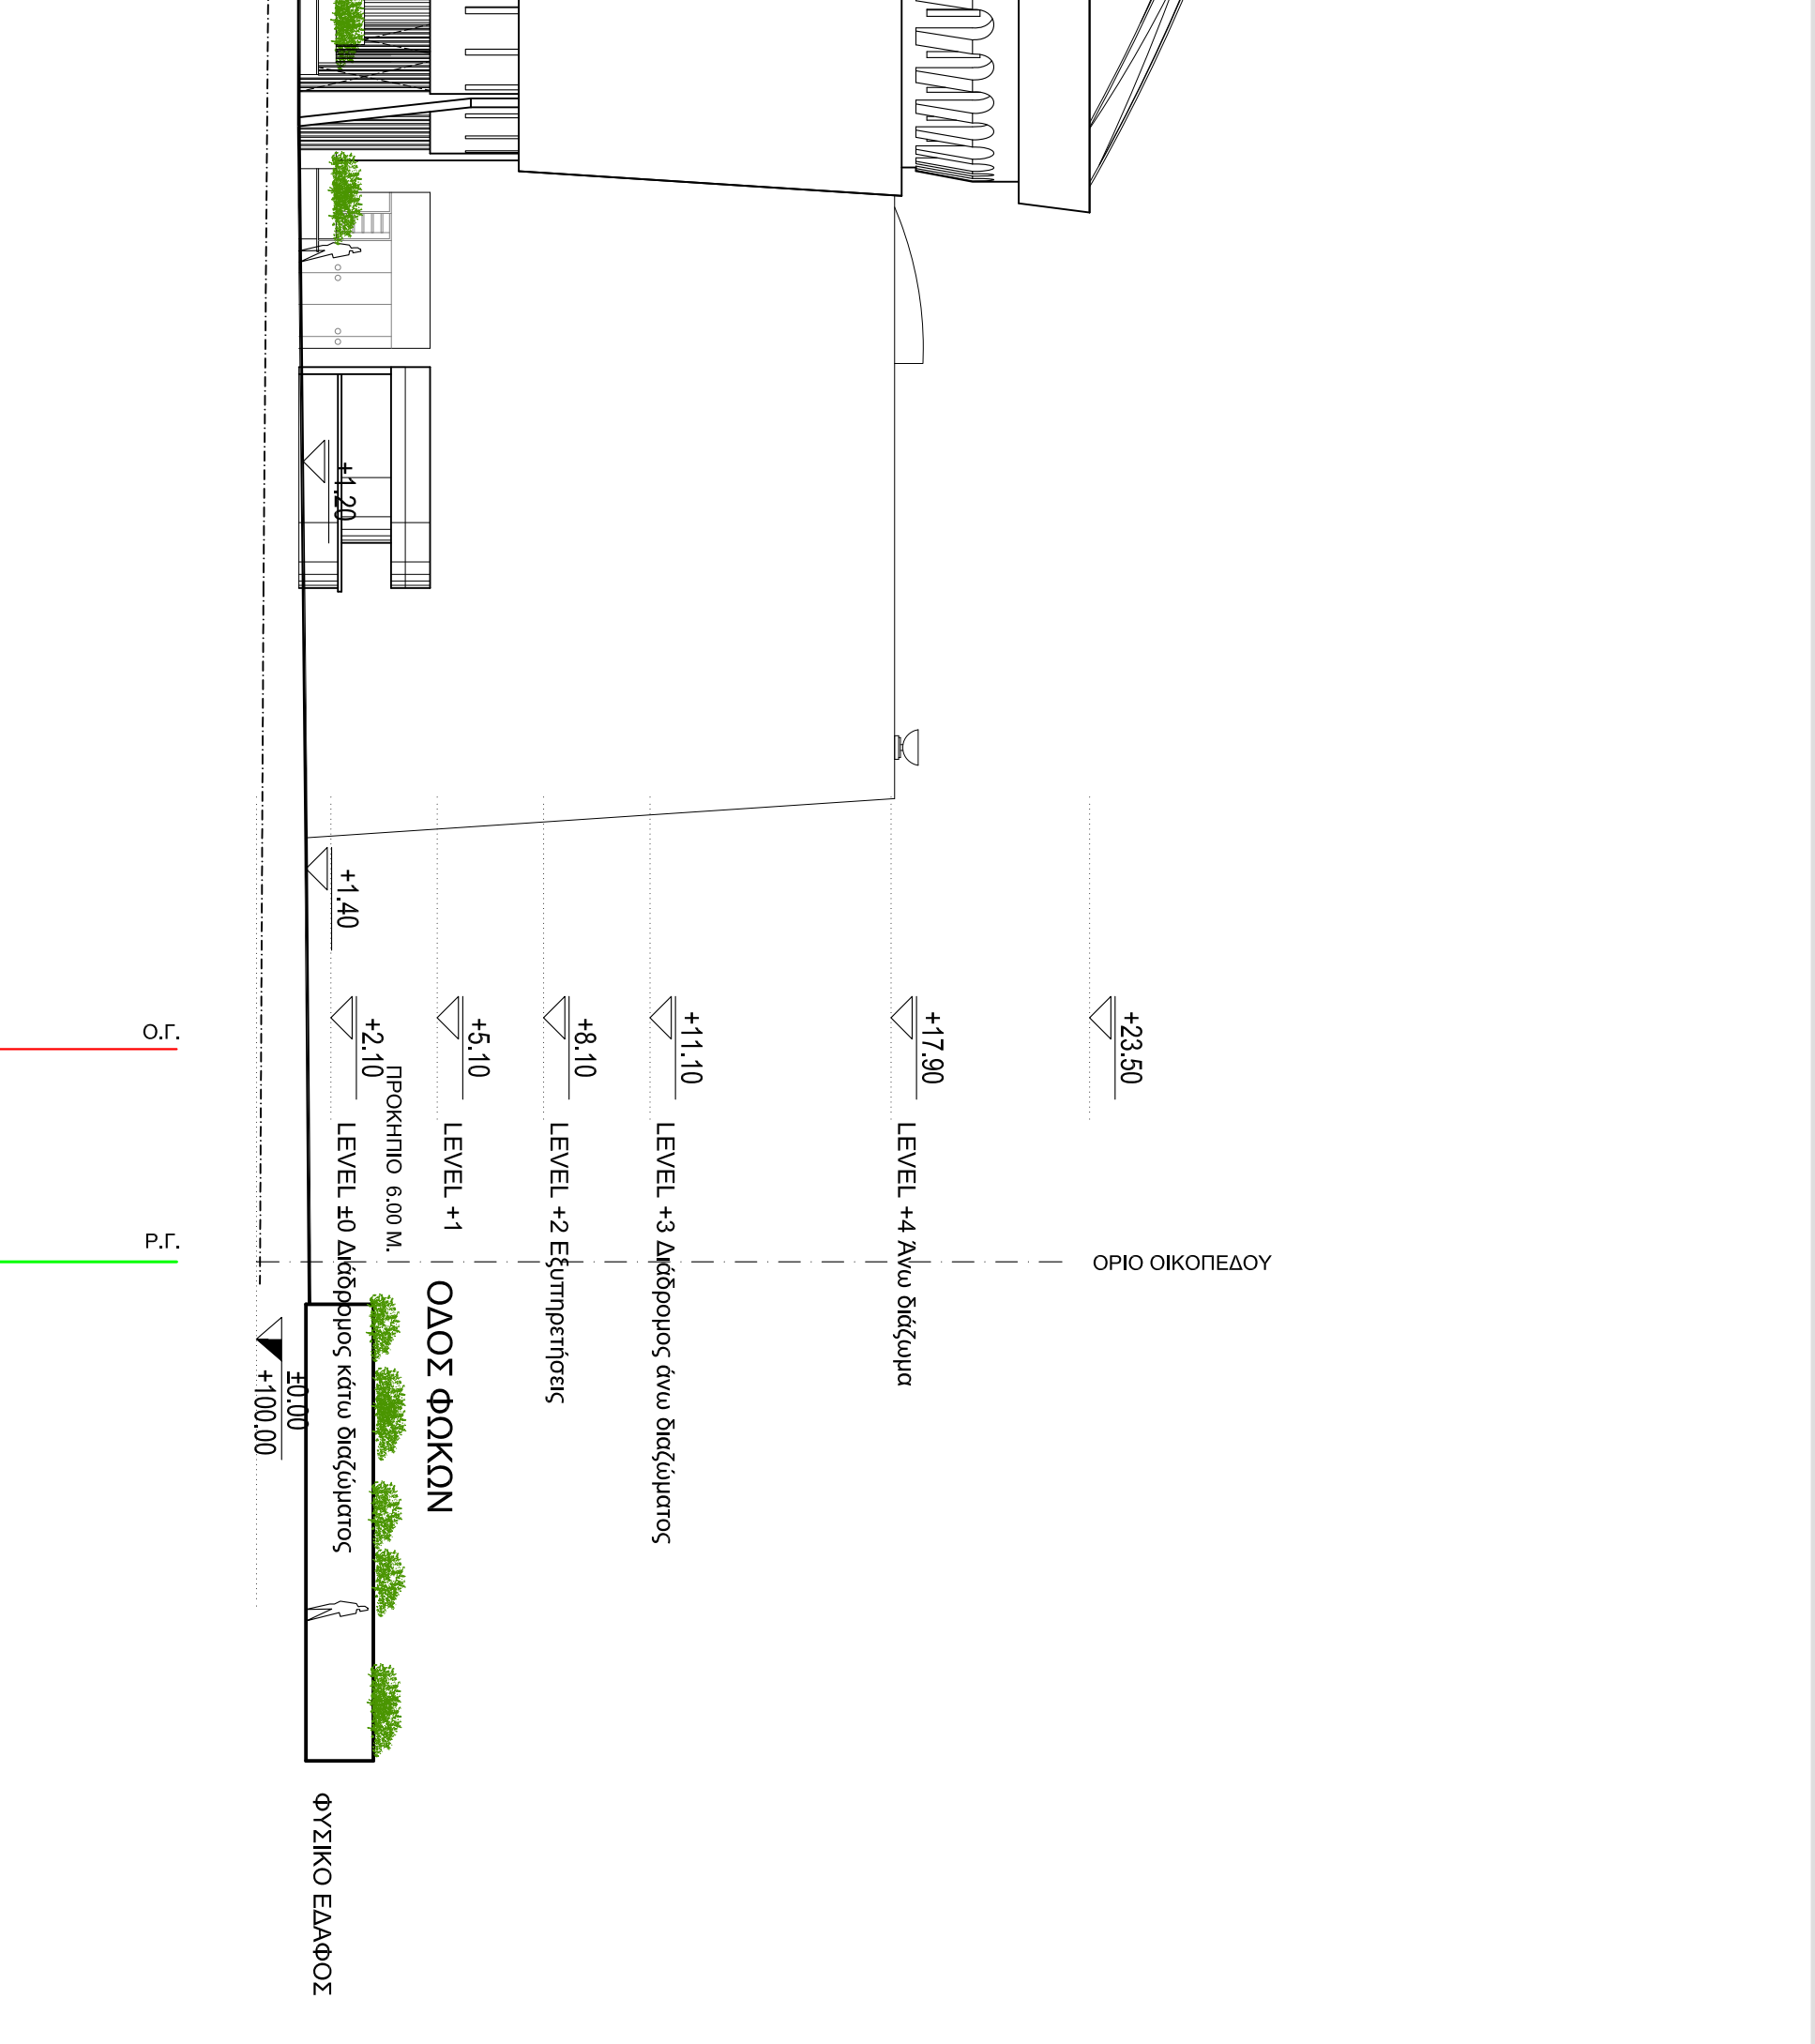 +23.50
+17.90
LEVEL +4 Άνω διάζωμα
+11.10
LEVEL +3 Διάδρομος άνω διαζώματος
+8.10
LEVEL +2 Εξυπηρετήσεις
+5.10
LEVEL +1
+2.10
LEVEL ±0 Διάδρομος κάτω διαζώματος
+1.20
+1.40
ΠΡΟΚΗΠΙΟ 6.00 Μ.
ΟΔΟΣ ΦΩΚΩΝ
±0.00
+100.00
ΦΥΣΙΚΟ ΕΔΑΦΟΣ
Ο.Γ.
Ρ.Γ.
ΟΡΙΟ ΟΙΚΟΠΕΔΟΥ